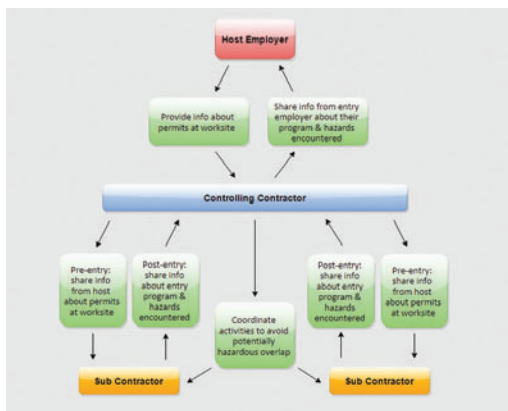 Host Employer
Provide info about
permits at worksite
Share info from entry
employer about their
program & hazards
encountered
Controlling Contractor
Pre-entry:
share info
from host
about permits
at worksite
Post-entry:
share info
about entry
program &
hazards
encountered
Coordinate
activities to avoid
potentially
hazardous overlap
Post-entry:
share info
about entry
program &
hazards
encountered
Pre-entry:
share info
from host
about permits
at worksite
Sub Contractor
Sub Contractor